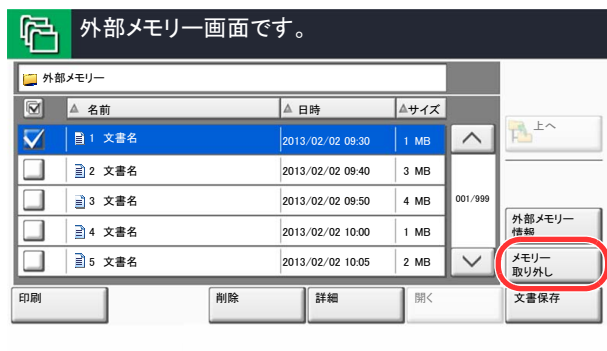 外部メモリー画面です。
外部メモリー
名前 日時 サイズ
上へ
1 文書名 2013/02/02 09:30 1 MB
2 文書名 2013/02/02 09:40 3 MB
3 文書名 2013/02/02 09:50 4 MB
001/999
4 文書名 2013/02/02 10:00 1 MB
外部メモリー
情報
5 文書名 2013/02/02 10:05 2 MB
メモリー
取り外し
印刷 削除 詳細 開く 文書保存